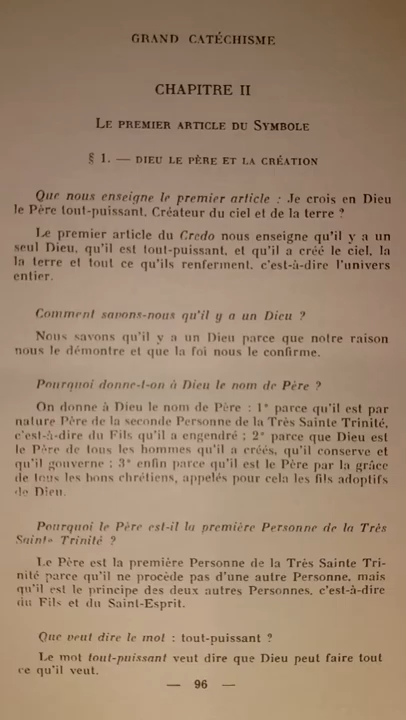 GRAND CATÉCHISME
CHAPITRE II
LE PREMIER ARTICLE DU SYMBOLE
§ 1. — DIEU LE PÈRE ET LA CRÉATION
Que nous enseigne le premier article : Je crois en Dieu
le Père tout-puissant, Créateur du ciel et de la terre ?
Le premier article du Credo nous enseigne qu'il y a un
seul Dieu, qu'il est tout-puissant, et qu'il a créé le ciel, la
la terre et tout ce qu'ils renferment, c'est-à-dire l'univers
entier.
Comment savons-nous qu'il y a un Dieu ?
Nous savons qu'il y a un Dieu parce que notre raison
nous le démontre et que la foi nous le confirme.
Pourquoi donne-t-on à Dieu le nom de Père ?
On donne à Dieu le nom de Père : 1° parce qu'il est par
nature Père de la seconde Personne de la Très Sainte Trinité,
c'est-à-dire du Fils qu'il a engendré ; 2° parce que Dieu est
le Père de tous les hommes qu'il a créés, qu'il conserve et
qu'il gouverne ; 3° enfin parce qu'il est le Père par la grâce
de tous les bons chrétiens, appelés pour cela les fils adoptifs
de Dieu.
Pourquoi le Père est-il la première Personne de la Très
Sainte Trinité ?
Le Père est la première Personne de la Très Sainte Tri-
nité parce qu'il ne procède pas d'une autre Personne, mais
qu'il est le principe des deux autres Personnes, c'est-à-dire
du Fils et du Saint-Esprit.
Que veut dire le mot : tout-puissant ?
Le mot tout-puissant veut dire que Dieu peut faire tout
ce qu'il veut.
— 96 —